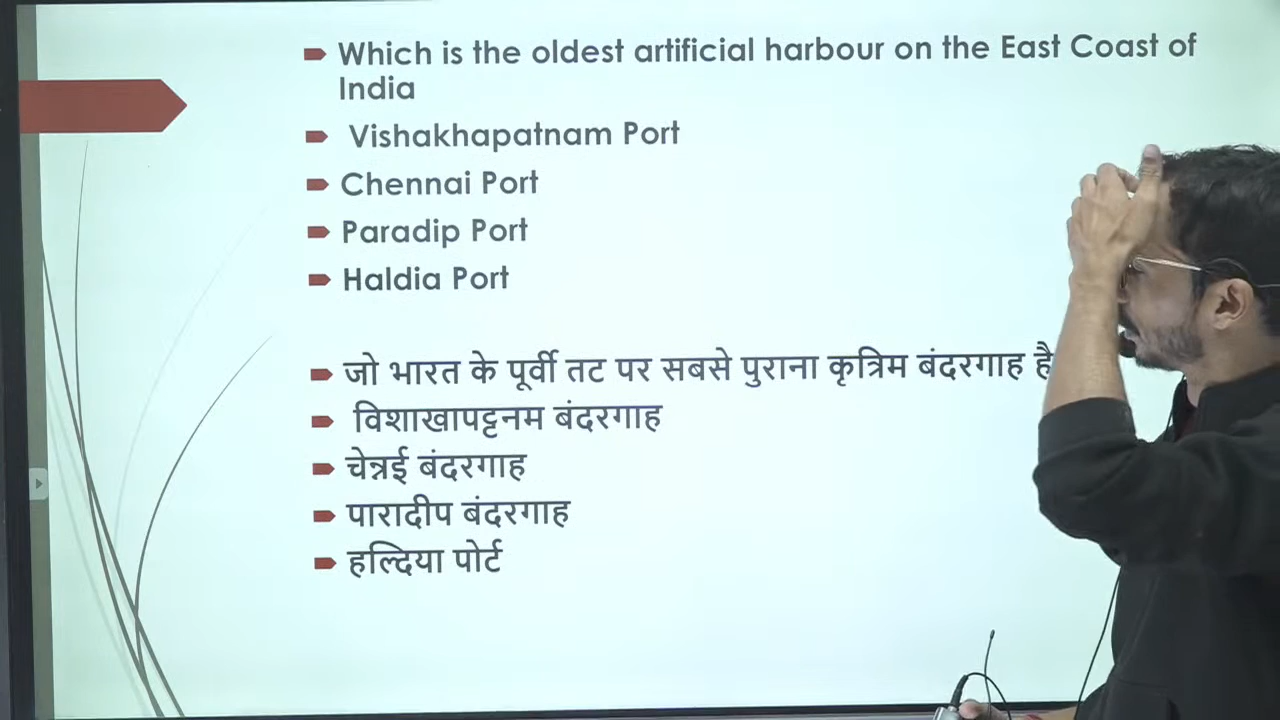 Which is the oldest artificial harbour on the East Coast of
India
Vishakhapatnam Port
Chennai Port
Paradip Port
Haldia Port
जो भारत के पूर्वी तट पर सबसे पुराना कृत्रिम बंदरगाह है
विशाखापट्टनम बंदरगाह
चेन्नई बंदरगाह
पारादीप बंदरगाह
हल्दिया पोर्ट